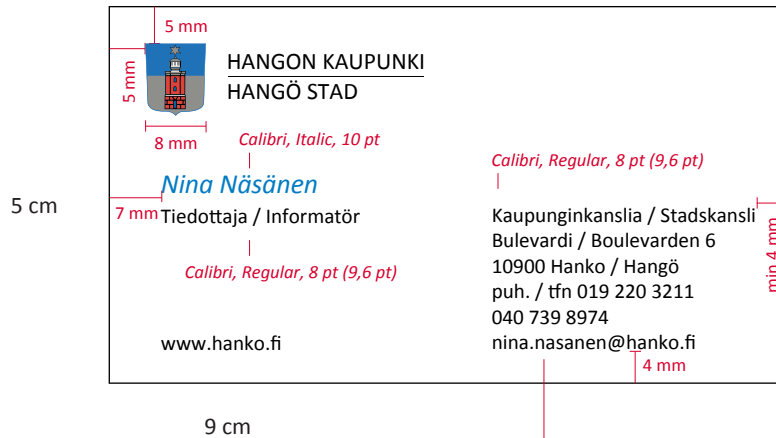 5 mm
5 mm
HANGON KAUPUNKI
HANGÖ STAD
8 mm
Calibri, Italic, 10 pt
Calibri, Regular, 8 pt (9,6 pt)
Nina Näsänen
5 cm
7 mm
Tiedottaja / Informatör
Kaupunginkanslia / Stadskansli
Bulevardi / Boulevarden 6
min 4 mm
Calibri, Regular, 8 pt (9,6 pt)
10900 Hanko / Hangö
puh. / tfn 019 220 3211
040 739 8974
www.hanko.fi
nina.nasanen@hanko.fi
4 mm
9 cm